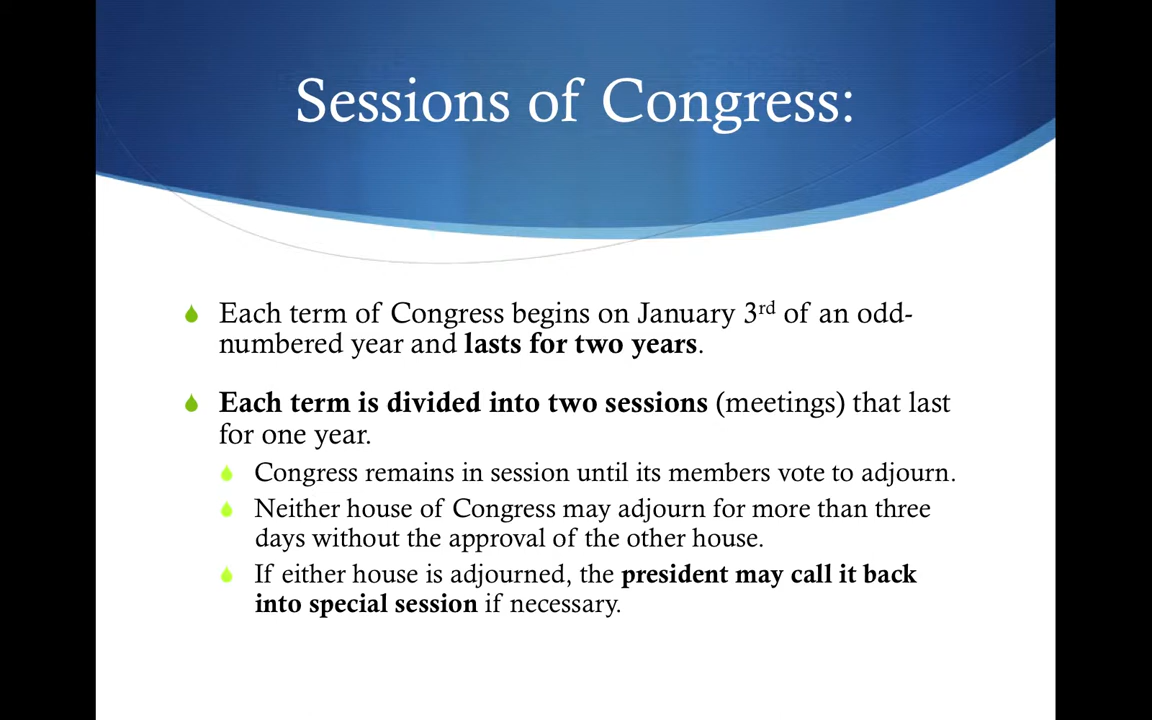 Sessions of Congress:
Each term of Congress begins on January 3rd of an odd-
numbered year and lasts for two years.
Each term is divided into two sessions (meetings) that last
for one year.
Congress remains in session until its members vote to adjourn.
Neither house of Congress may adjourn for more than three
days without the approval of the other house.
If either house is adjourned, the president may call it back
into special session if necessary.